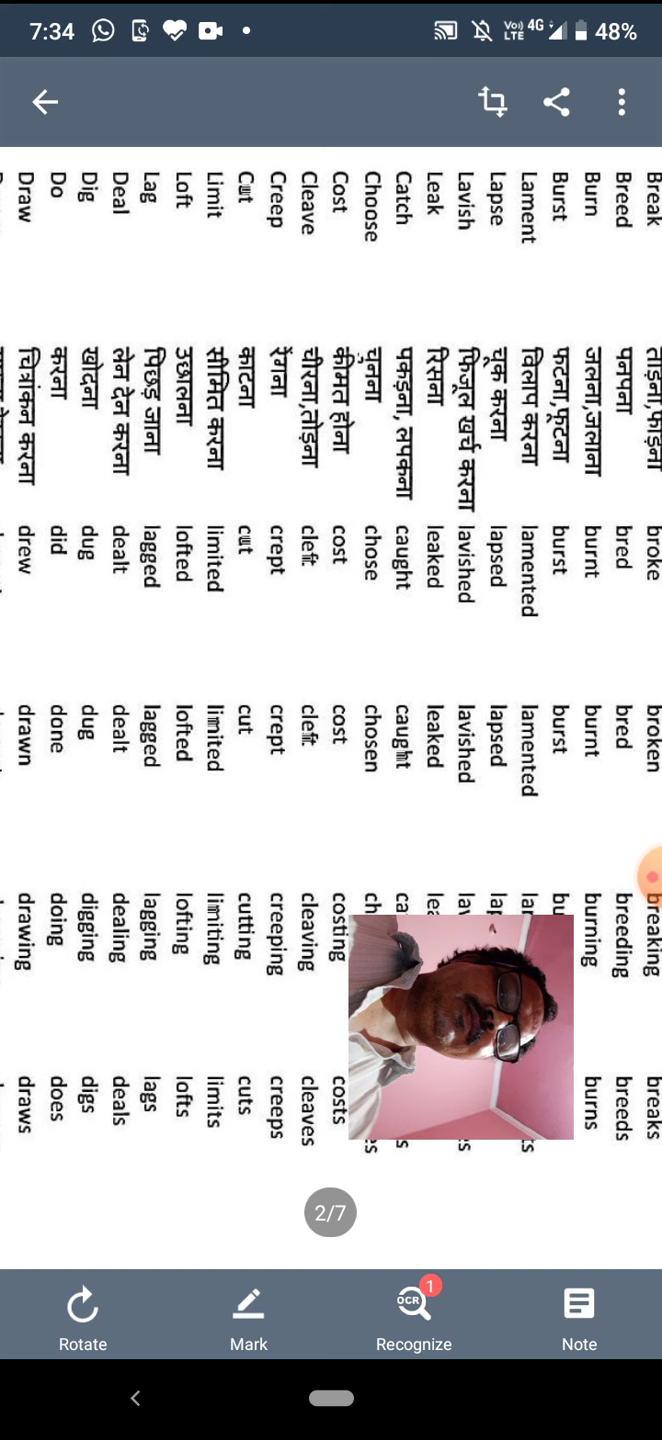 7:34 Vo) LTE 4G 48%
Break broke broken breaking breaks
Breed पनपना bred bred breeding breeds
Burn जलना,जलाना burnt burnt burning burns
Burst फटना,फूटना burst burst
Lament विलाप करना lamented lamented
Lapse चूक करना lapsed lapsed
Lavish फिजूल खर्च करना lavished lavished
Leak रिसना leaked leaked
Catch पकड़ना, लपकना caught caught
Choose चुनना chose chosen
Cost कीमत होना cost cost costing costs
Cleave चीरना,तोड़ना cleft cleft cleaving cleaves
Creep रेंगना crept crept creeping creeps
Cut काटना cut cut cutting cuts
Limit सीमित करना limited limited limiting limits
Loft उछालना lofted lofted lofting lofts
Lag पिछड़ जाना lagged lagged lagging lags
Deal लेन देन करना dealt dealt dealing deals
Dig खोदना dug dug digging digs
Do करना did done doing does
Draw चित्रांकन करना drew drawn drawing draws
2/7
OCR 1
Rotate Mark Recognize Note